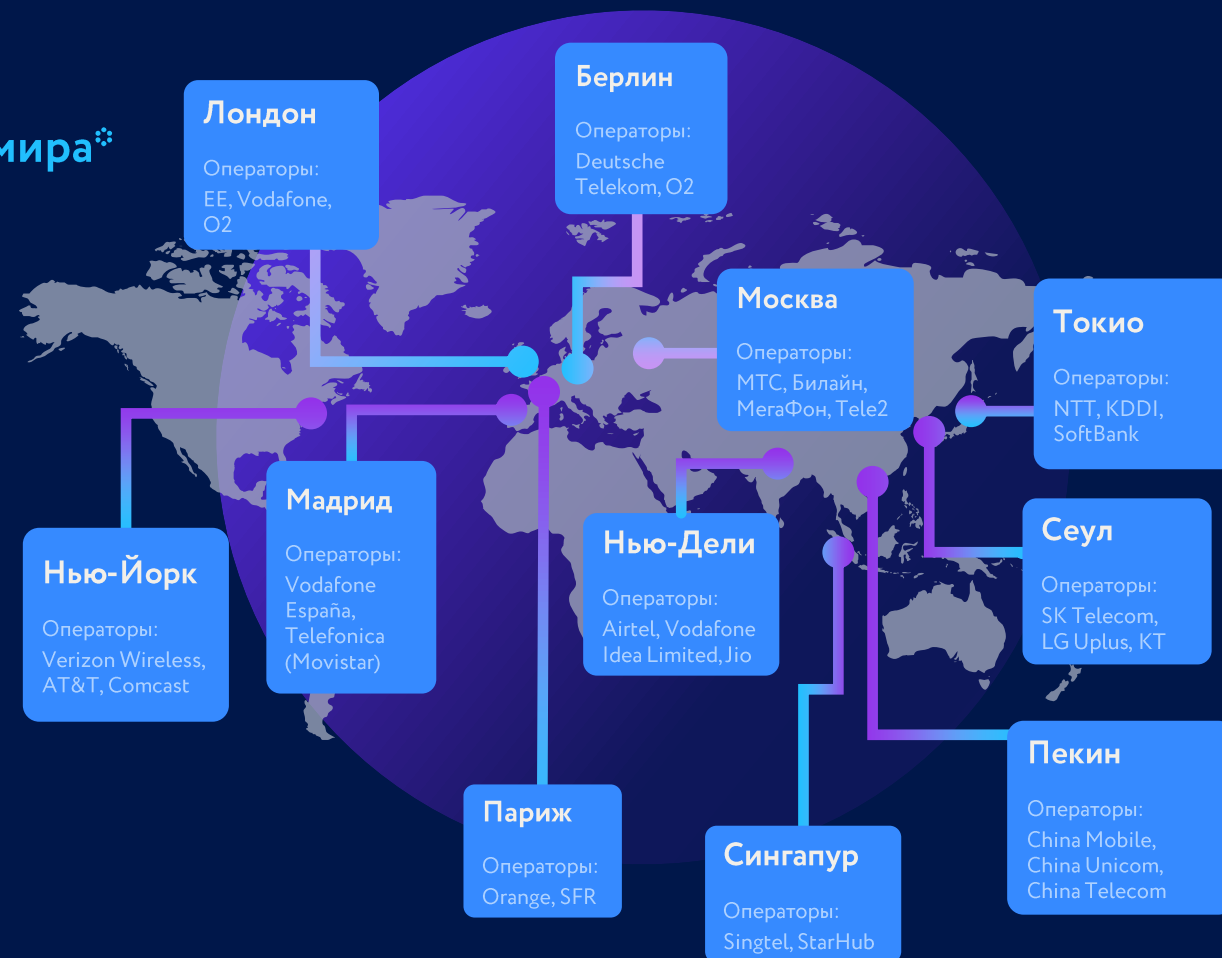 мира
Лондон
Операторы:
EE, Vodafone,
O2
Берлин
Операторы:
Deutsche
Telekom, O2
Москва
Операторы:
МТС, Билайн,
МегаФон, Tele2
Токио
Операторы:
NTT, KDDI,
SoftBank
Нью-Йорк
Операторы:
Verizon Wireless,
AT&T, Comcast
Мадрид
Операторы:
Vodafone
España,
Telefonica
(Movistar)
Нью-Дели
Операторы:
Airtel, Vodafone
Idea Limited, Jio
Сеул
Операторы:
SK Telecom,
LG Uplus, KT
Париж
Операторы:
Orange, SFR
Сингапур
Операторы:
Singtel, StarHub
Пекин
Операторы:
China Mobile,
China Unicom,
China Telecom